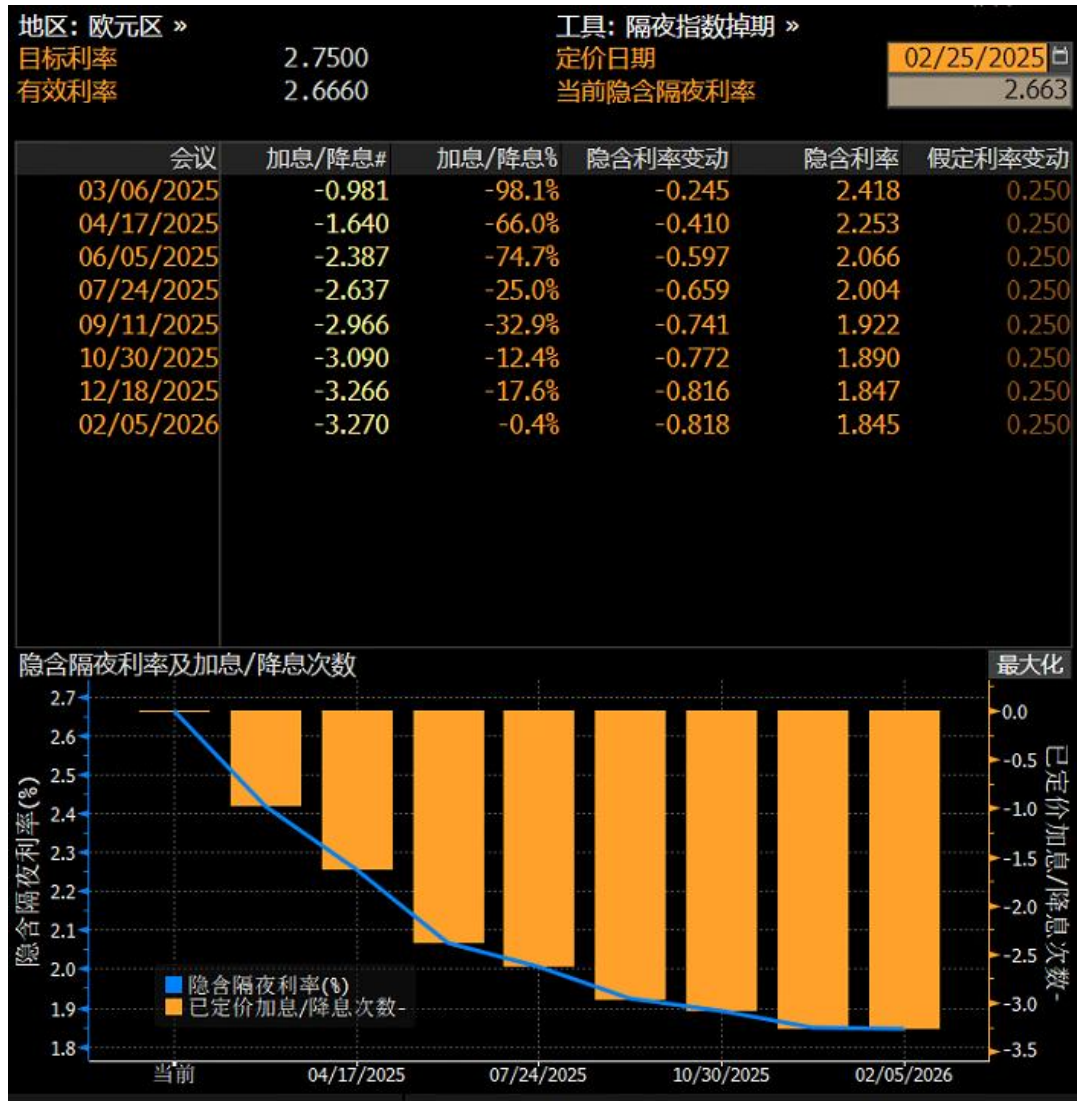 地区: 欧元区 » 工具: 隔夜指数掉期 »
目标利率 2.7500 定价日期 02/25/2025
有效利率 2.6660 当前隐含隔夜利率 2.663
会议 加息/降息# 加息/降息% 隐含利率变动 隐含利率 假定利率变动
03/06/2025 -0.981 -98.1% -0.245 2.418 0.250
04/17/2025 -1.640 -66.0% -0.410 2.253 0.250
06/05/2025 -2.387 -74.7% -0.597 2.066 0.250
07/24/2025 -2.637 -25.0% -0.659 2.004 0.250
09/11/2025 -2.966 -32.9% -0.741 1.922 0.250
10/30/2025 -3.090 -12.4% -0.772 1.890 0.250
12/18/2025 -3.266 -17.6% -0.816 1.847 0.250
02/05/2026 -3.270 -0.4% -0.818 1.845 0.250
隐含隔夜利率及加息/降息次数 最大化
隐含隔夜利率(%)
2.7
2.6
2.5
2.4
2.3
2.2
2.1
2.0
1.9
1.8
隐含隔夜利率(%)
已定价加息/降息次数-
0.0
-0.5
-1.0
-1.5
-2.0
-2.5
-3.0
-3.5
已定价加息/降息次数-
当前 04/17/2025 07/24/2025 10/30/2025 02/05/2026